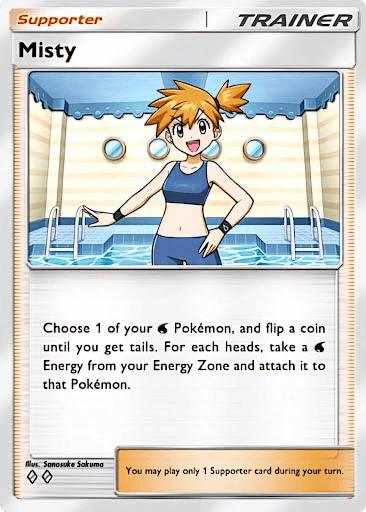 Supporter
TRAINER
Misty
Choose 1 of your Pokémon, and flip a coin
until you get tails. For each heads, take a
Energy from your Energy Zone and attach it to
that Pokémon.
Illus. Sanosuke Sakuma
You may play only 1 Supporter card during your turn.